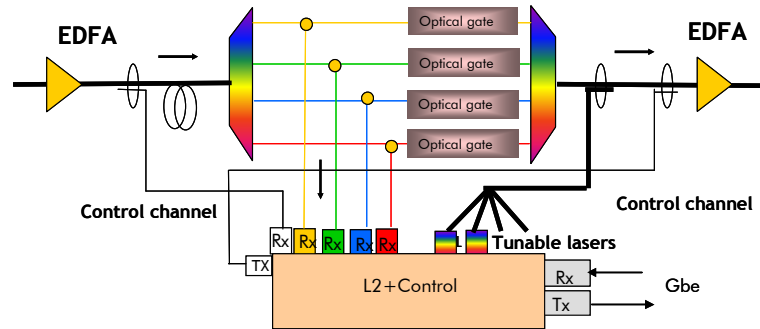 EDFA
EDFA
Optical gate
Optical gate
Optical gate
Optical gate
Control channel
Control channel
Rx
Rx
Rx
Rx
Rx
Tunable lasers
TX
L2+Control
Rx
Tx
Gbe